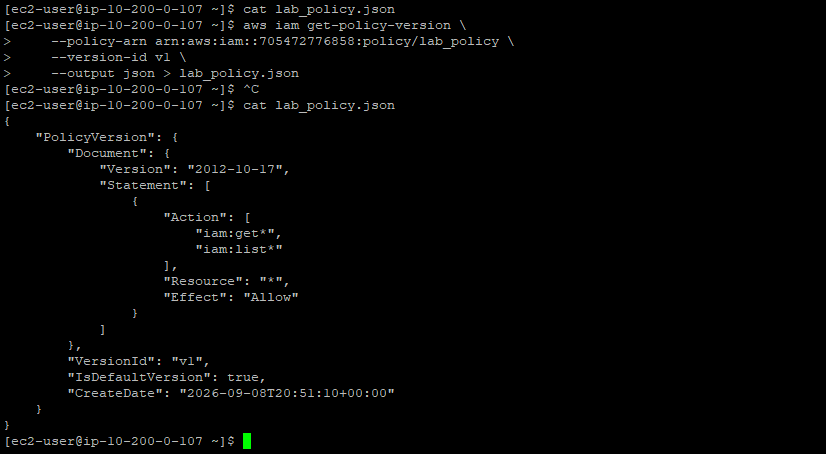 [ec2-user@ip-10-200-0-107 ~]$ cat lab_policy.json
[ec2-user@ip-10-200-0-107 ~]$ aws iam get-policy-version \
>     --policy-arn arn:aws:iam::705472776858:policy/lab_policy \
>     --version-id v1 \
>     --output json > lab_policy.json
[ec2-user@ip-10-200-0-107 ~]$ ^C
[ec2-user@ip-10-200-0-107 ~]$ cat lab_policy.json
{
    "PolicyVersion": {
        "Document": {
            "Version": "2012-10-17",
            "Statement": [
                {
                    "Action": [
                        "iam:get*",
                        "iam:list*"
                    ],
                    "Resource": "*",
                    "Effect": "Allow"
                }
            ]
        },
        "VersionId": "v1",
        "IsDefaultVersion": true,
        "CreateDate": "2026-09-08T20:51:10+00:00"
    }
}
[ec2-user@ip-10-200-0-107 ~]$